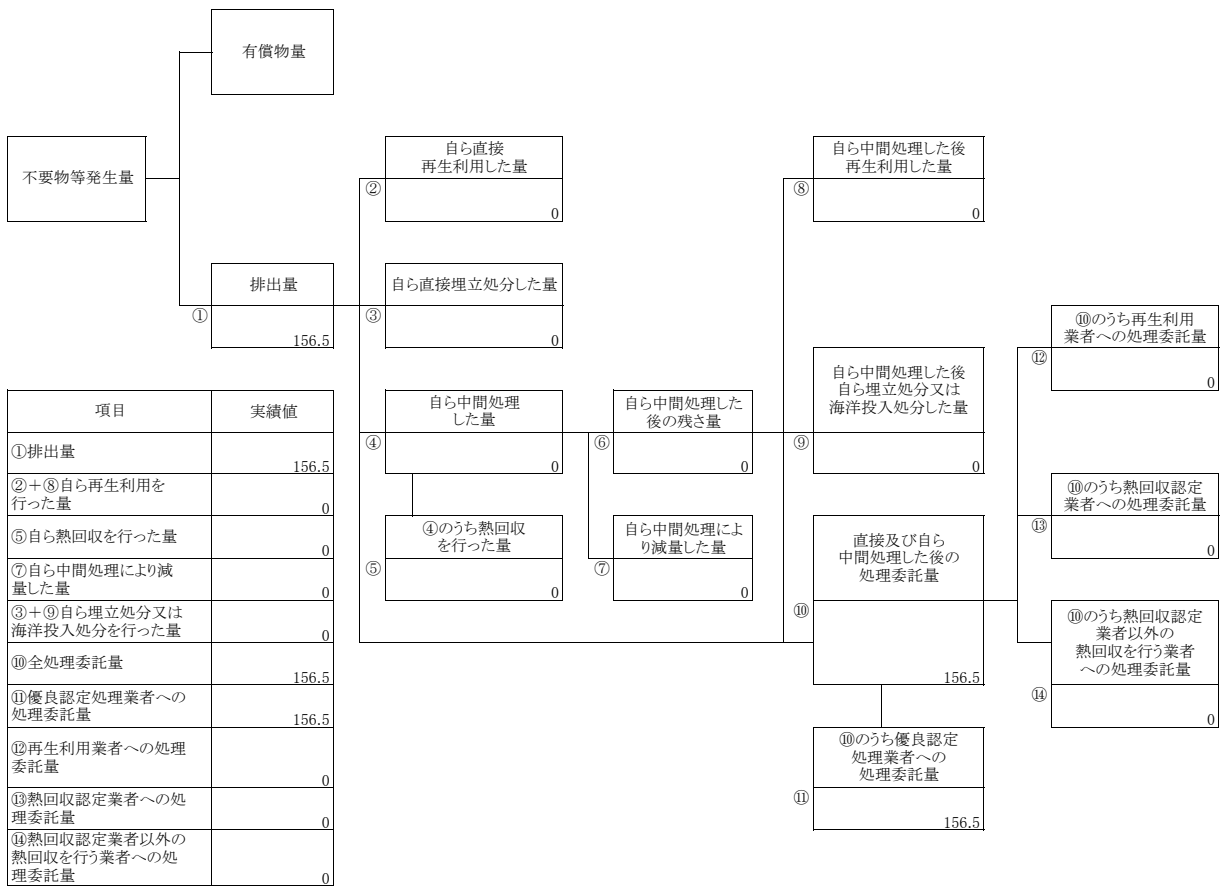 有償物量
不要物等発生量
自ら直接
再生利用した量
②
0
自ら中間処理した後
再生利用した量
⑧
0
排出量
①
156.5
自ら直接埋立処分した量
③
0
⑩のうち再生利用
業者への処理委託量
⑫
0
自ら中間処理
した量
④
0
自ら中間処理した
後の残さ量
⑥
0
自ら中間処理した後
自ら埋立処分又は
海洋投入処分した量
⑨
0
⑩のうち熱回収認定
業者への処理委託量
⑬
0
④のうち熱回収
を行った量
⑤
0
自ら中間処理によ
り減量した量
⑦
0
直接及び自ら
中間処理した後の
処理委託量
⑩
156.5
⑩のうち熱回収認定
業者以外の
熱回収を行う業者
への処理委託量
⑭
0
⑩のうち優良認定
処理業者への
処理委託量
⑪
156.5
項目 実績値
①排出量
156.5
②+⑧自ら再生利用を
行った量
0
⑤自ら熱回収を行った量
0
⑦自ら中間処理により減
量した量
0
③+⑨自ら埋立処分又は
海洋投入処分を行った量
0
⑩全処理委託量
156.5
⑪優良認定処理業者への
処理委託量
156.5
⑫再生利用業者への処理
委託量
0
⑬熱回収認定業者への処
理委託量
0
⑭熱回収認定業者以外の
熱回収を行う業者への処
理委託量
0